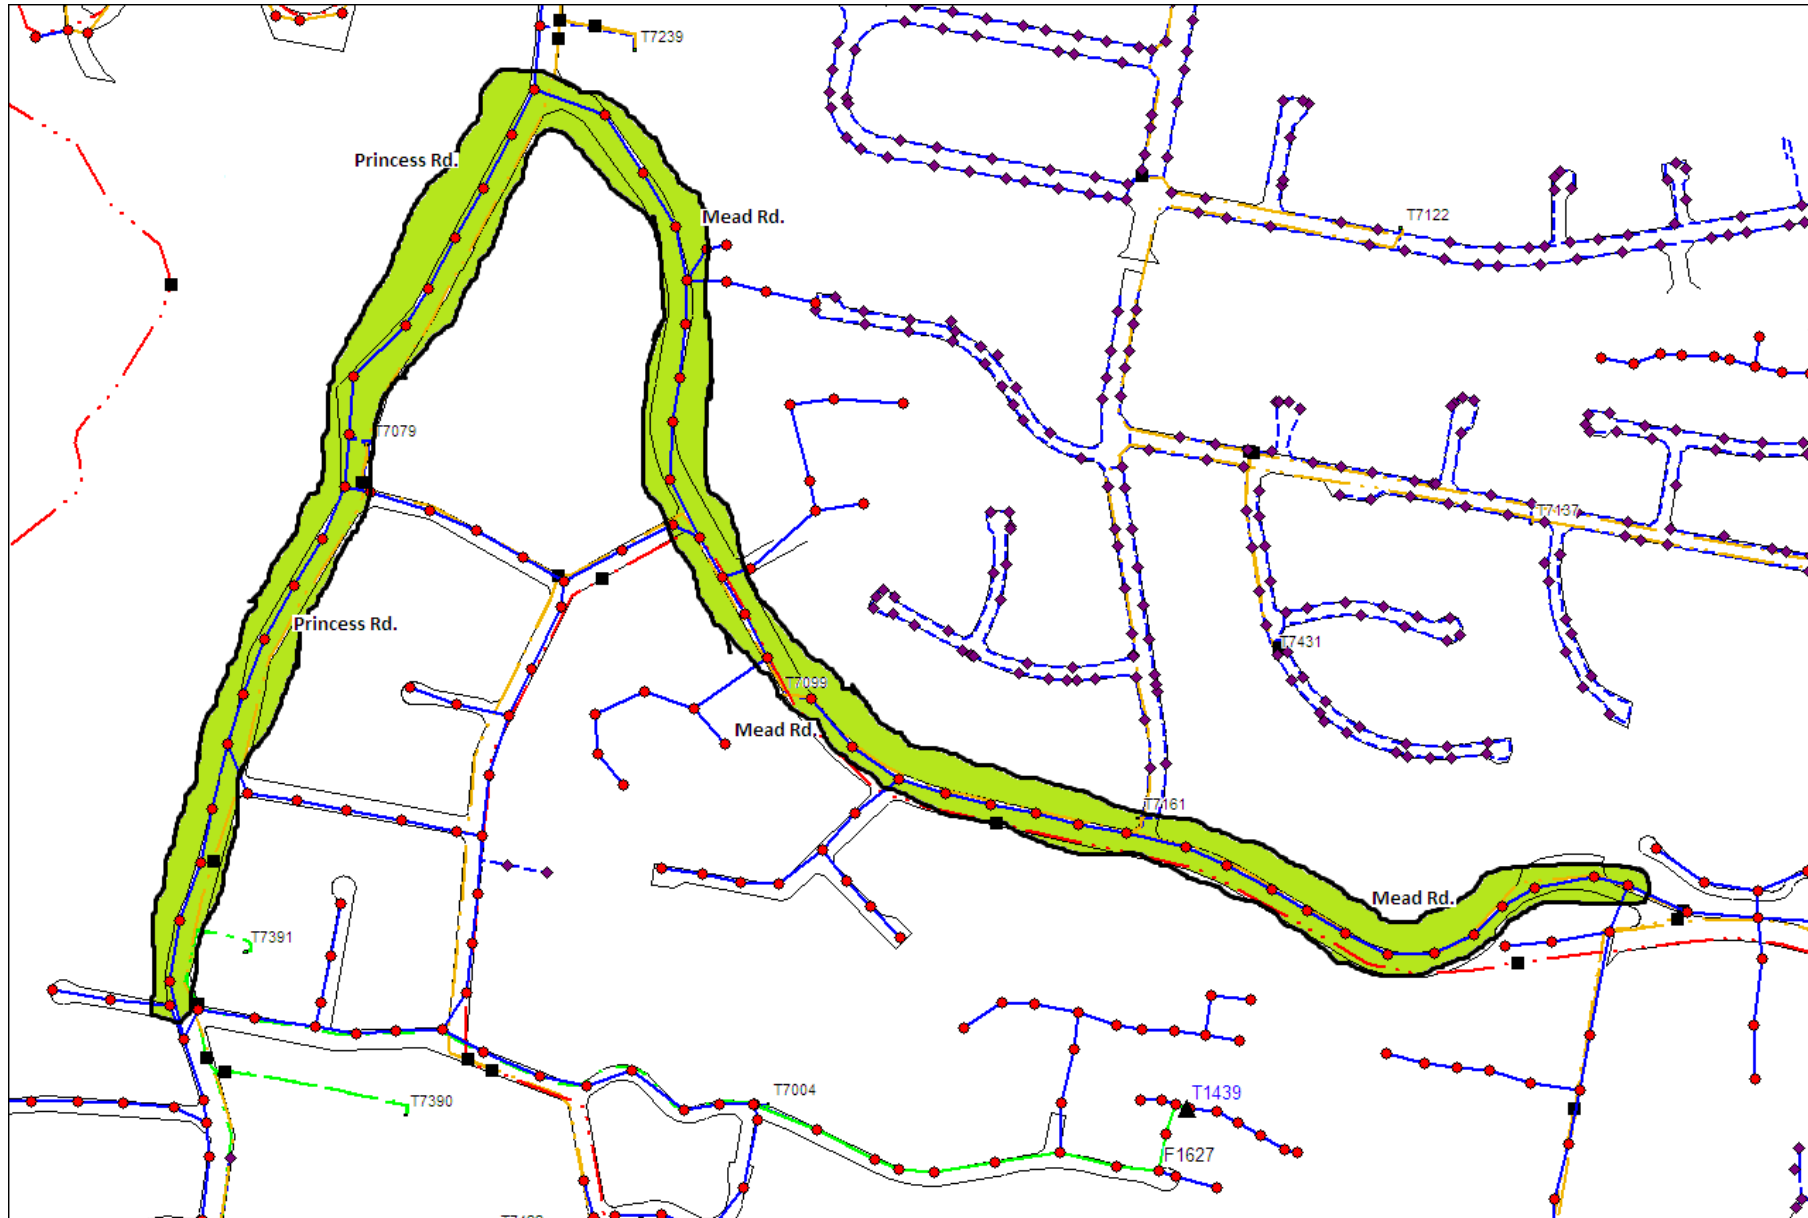 T7239
Princess Rd.
Mead Rd.
T7122
T7079
T7137
Princess Rd.
T7431
T7099
Mead Rd.
T7161
Mead Rd.
T7391
T7390
T7004
T1439
F1627